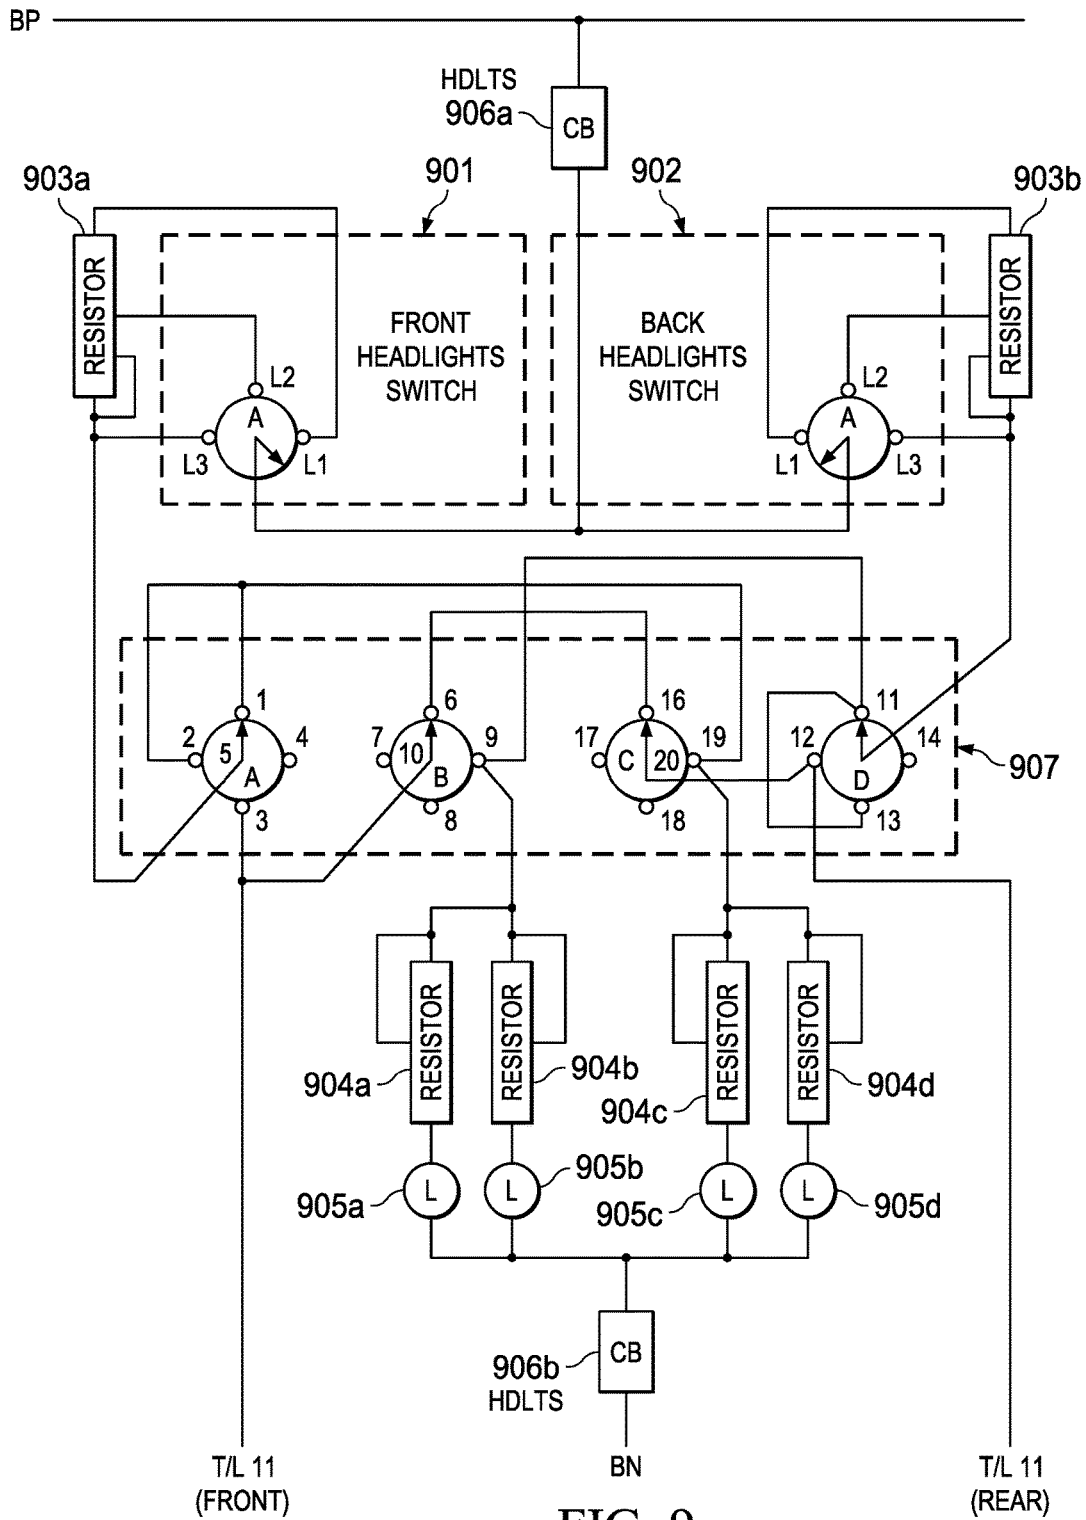 BP
HDLTS
906a
CB
901
902
903a
903b
RESISTOR
FRONT
HEADLIGHTS
SWITCH
BACK
HEADLIGHTS
SWITCH
RESISTOR
L2
A
L3
L1
L2
A
L1
L3
1
2
5
A
4
3
6
7
10
B
9
8
16
17
C
20
19
18
11
12
D
14
13
907
RESISTOR
RESISTOR
RESISTOR
RESISTOR
904a
904b
904c
904d
L
L
L
L
905a
905b
905c
905d
CB
906b
HDLTS
T/L 11
(FRONT)
BN
T/L 11
(REAR)